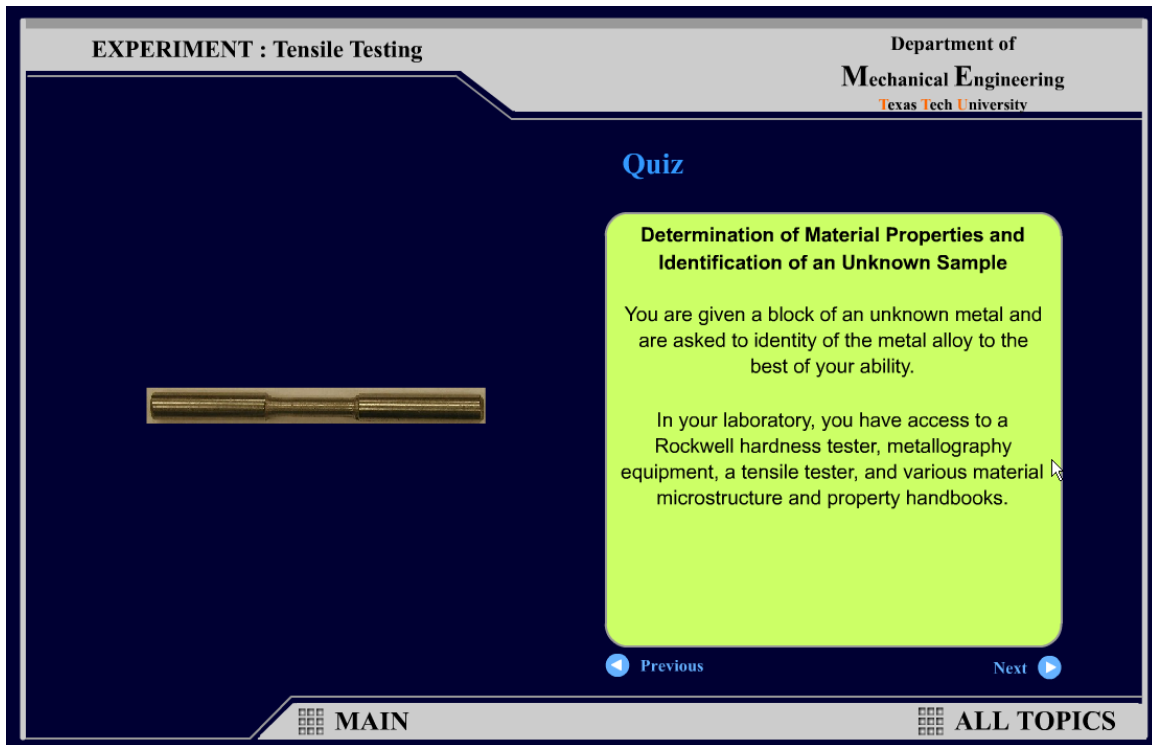 EXPERIMENT : Tensile Testing
Department of
Mechanical Engineering
Texas Tech University
Quiz
Determination of Material Properties and
Identification of an Unknown Sample
You are given a block of an unknown metal and
are asked to identity of the metal alloy to the
best of your ability.
In your laboratory, you have access to a
Rockwell hardness tester, metallography
equipment, a tensile tester, and various material
microstructure and property handbooks.
Previous
Next
MAIN
ALL TOPICS